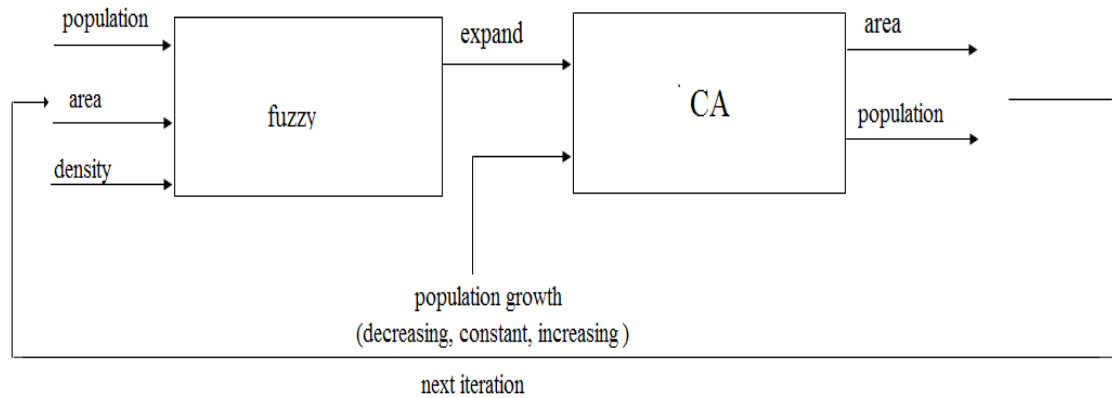 population
area
density
fuzzy
expand
CA
area
population
population growth
(decreasing, constant, increasing )
next iteration